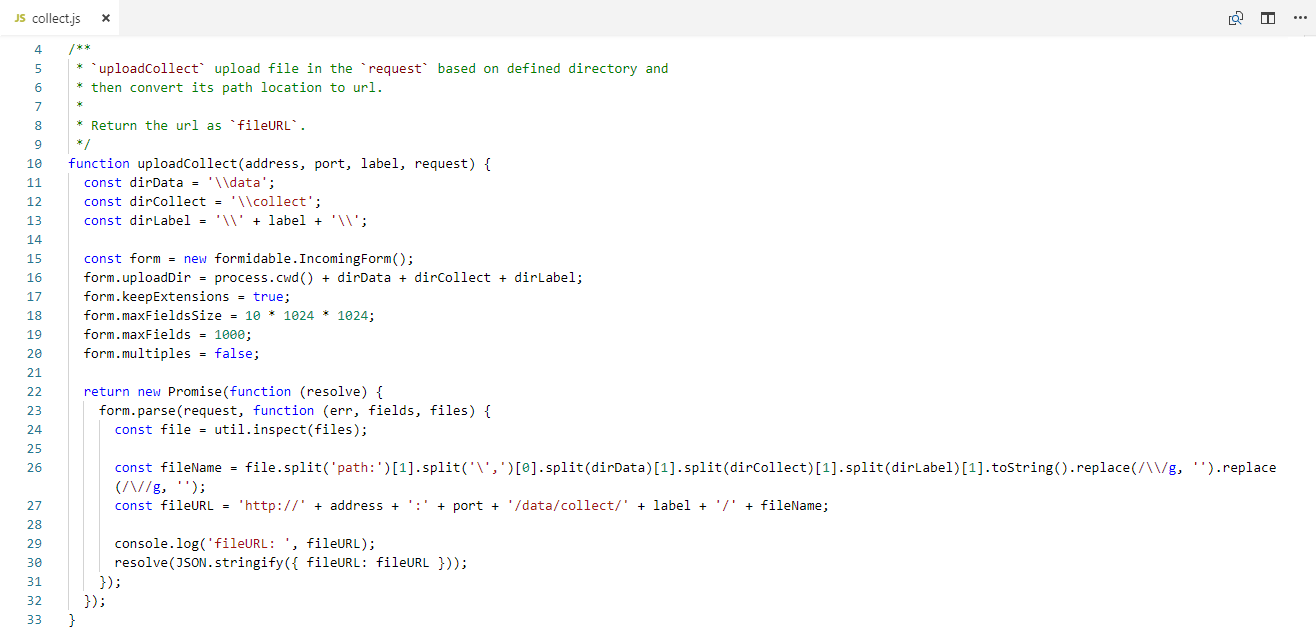 JS collect.js ×
4 /**
5  * `uploadCollect` upload file in the `request` based on defined directory and
6  * then convert its path location to url.
7  *
8  * Return the url as `fileURL`.
9  */
10 function uploadCollect(address, port, label, request) {
11   const dirData = '\\data';
12   const dirCollect = '\\collect';
13   const dirLabel = '\\' + label + '\\';
14
15   const form = new formidable.IncomingForm();
16   form.uploadDir = process.cwd() + dirData + dirCollect + dirLabel;
17   form.keepExtensions = true;
18   form.maxFieldsSize = 10 * 1024 * 1024;
19   form.maxFields = 1000;
20   form.multiples = false;
21
22   return new Promise(function (resolve) {
23     form.parse(request, function (err, fields, files) {
24       const file = util.inspect(files);
25
26       const fileName = file.split('path:')[1].split('\',')[0].split(dirData)[1].split(dirCollect)[1].split(dirLabel)[1].toString().replace(/\\/g, '').replace
(/\//g, '');
27       const fileURL = 'http://' + address + ':' + port + '/data/collect/' + label + '/' + fileName;
28
29       console.log('fileURL: ', fileURL);
30       resolve(JSON.stringify({ fileURL: fileURL }));
31     });
32   });
33 }